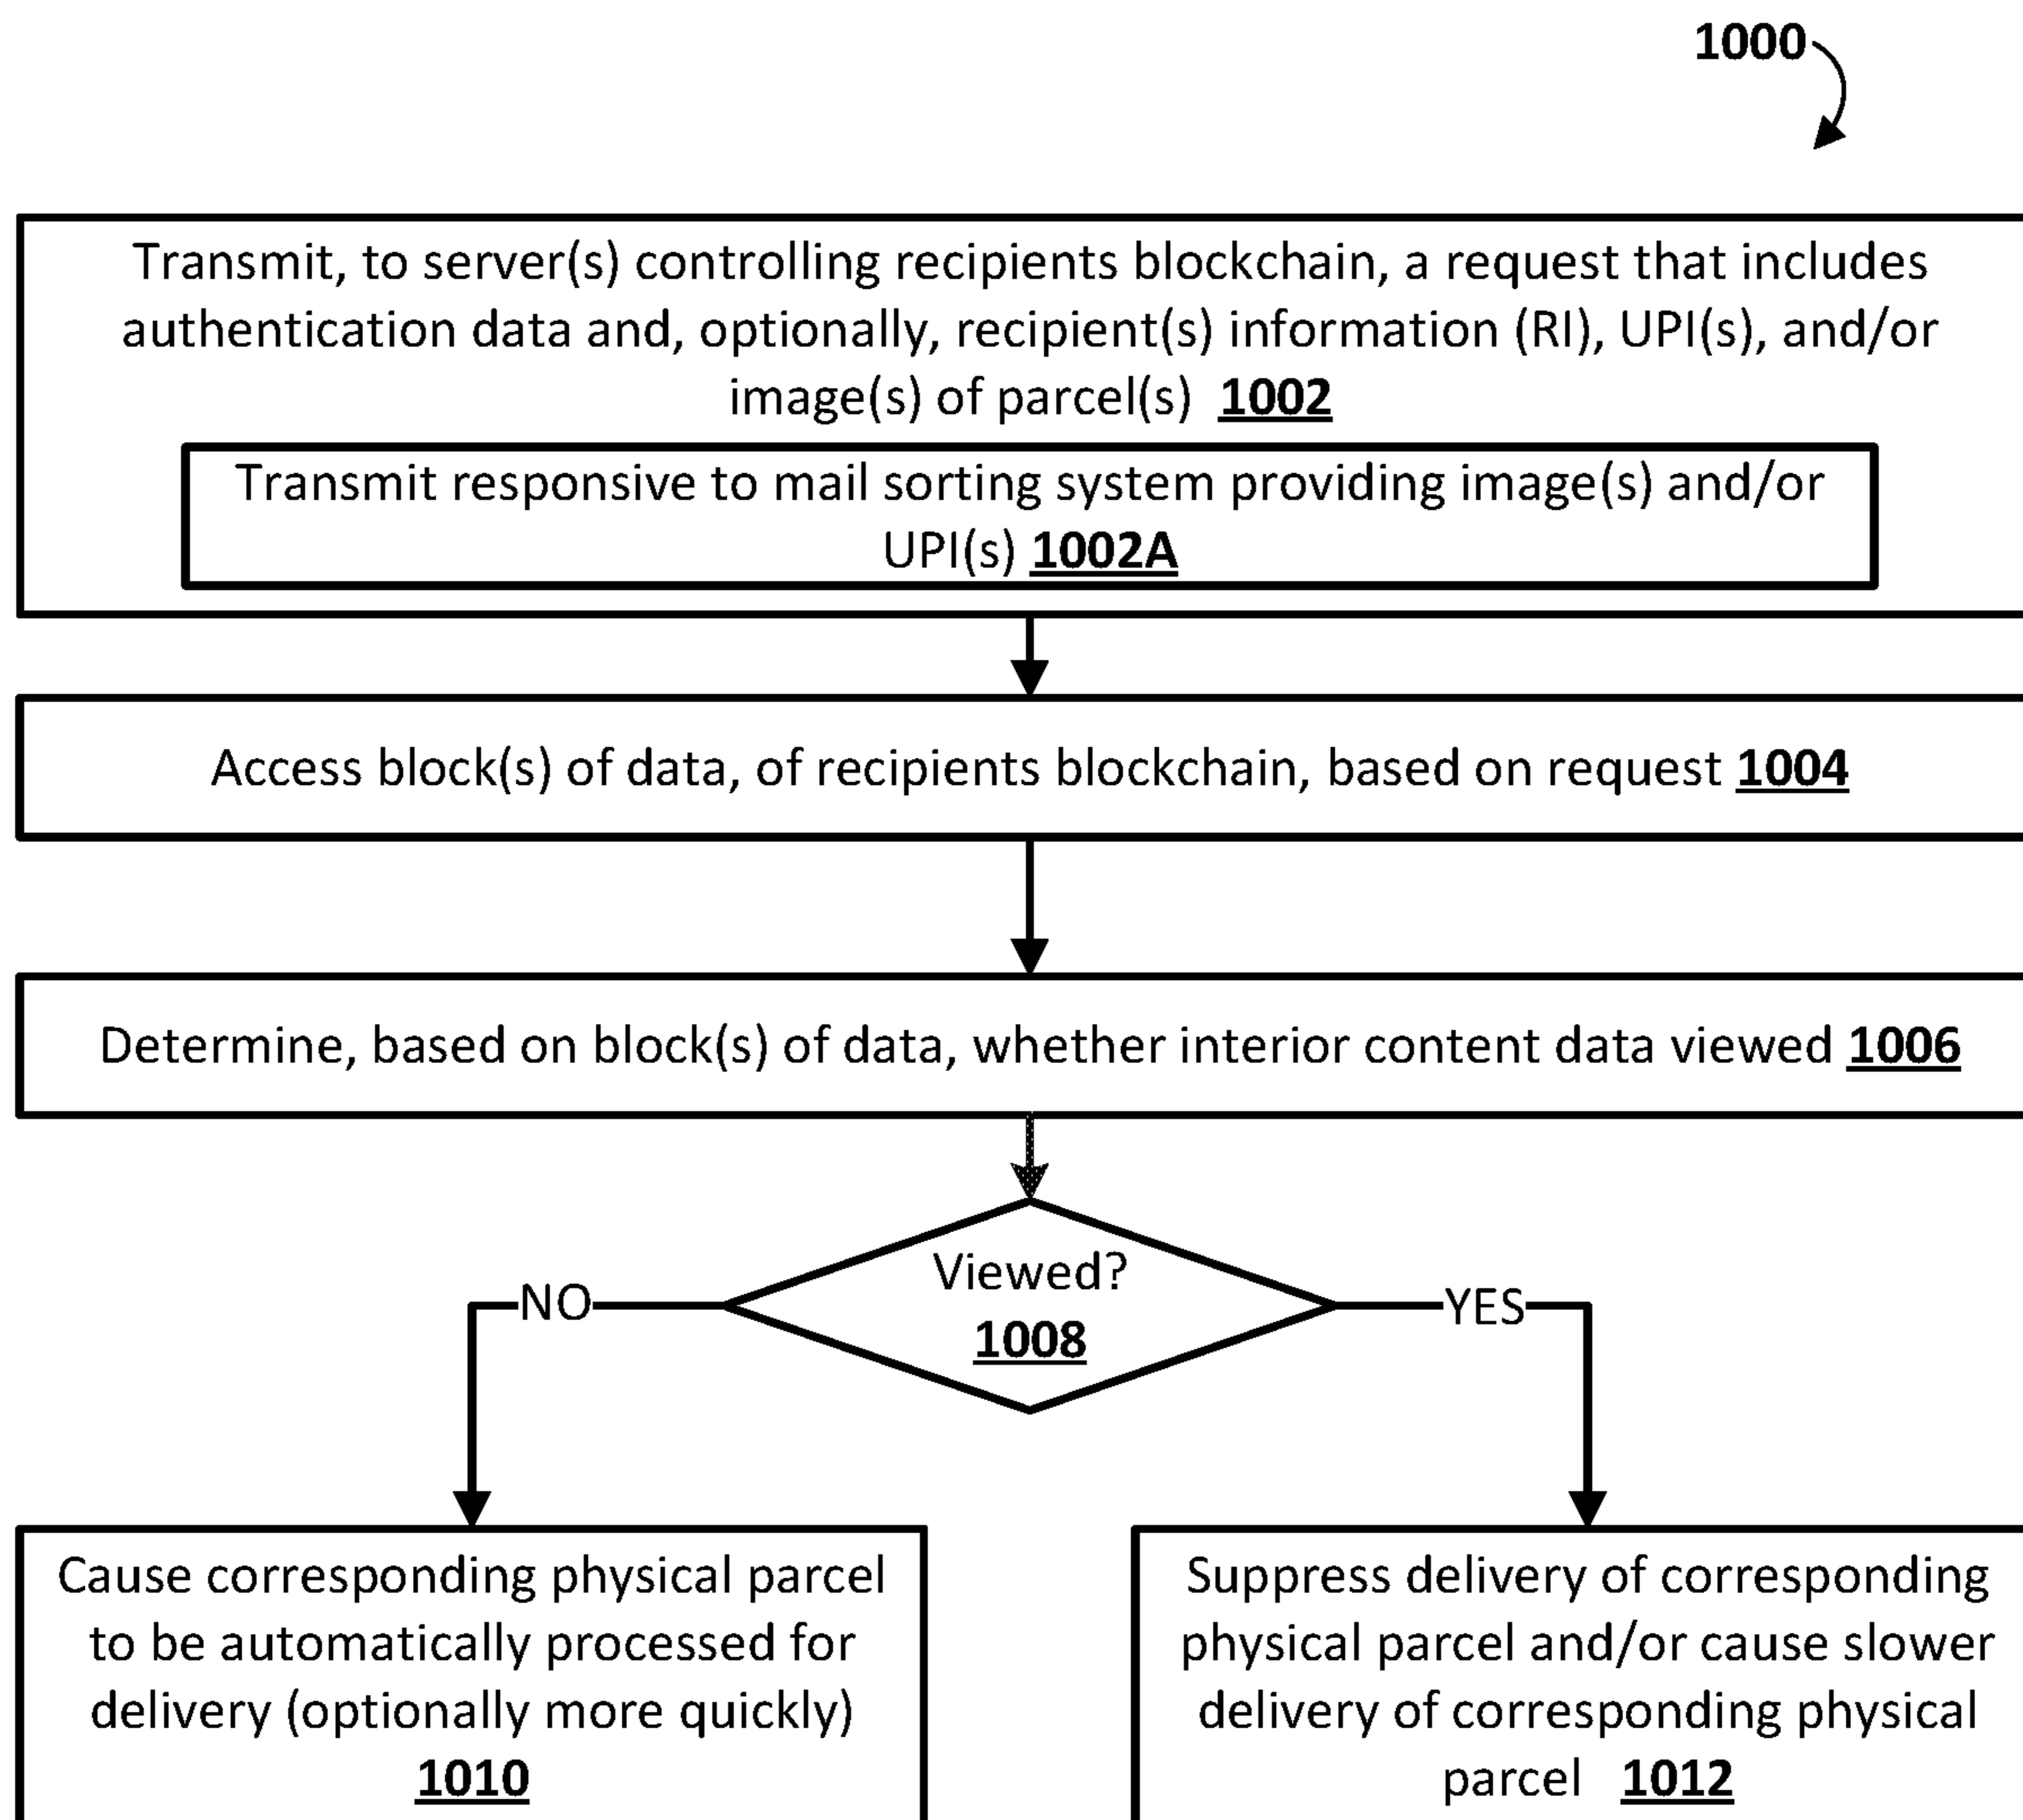 1000
Transmit, to server(s) controlling recipients blockchain, a request that includes
authentication data and, optionally, recipient(s) information (RI), UPI(s), and/or
image(s) of parcel(s) 1002
Transmit responsive to mail sorting system providing image(s) and/or
UPI(s) 1002A
Access block(s) of data, of recipients blockchain, based on request 1004
Determine, based on block(s) of data, whether interior content data viewed 1006
Viewed?
1008
NO
YES
Cause corresponding physical parcel
to be automatically processed for
delivery (optionally more quickly)
1010
Suppress delivery of corresponding
physical parcel and/or cause slower
delivery of corresponding physical
parcel 1012